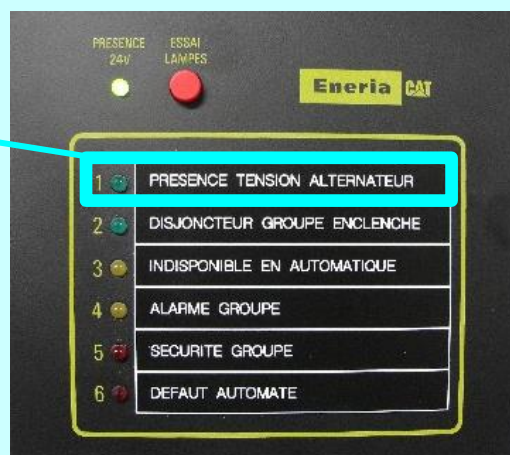 PRESENCE 24V
ESSAI LAMPES
Eneria CAT
1 PRESENCE TENSION ALTERNATEUR
2 DISJONCTEUR GROUPE ENCLENCHE
3 INDISPONIBLE EN AUTOMATIQUE
4 ALARME GROUPE
5 SECURITE GROUPE
6 DEFAUT AUTOMATE